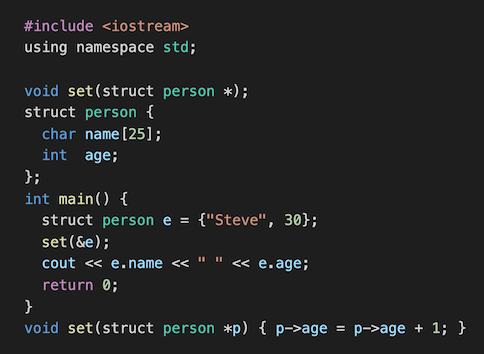 #include <iostream>
using namespace std;
void set(struct person *);
struct person {
char name[25];
int  age;
};
int main() {
struct person e = {"Steve", 30};
set(&e);
cout << e.name << " " << e.age;
return 0;
}
void set(struct person *p) { p->age = p->age + 1; }